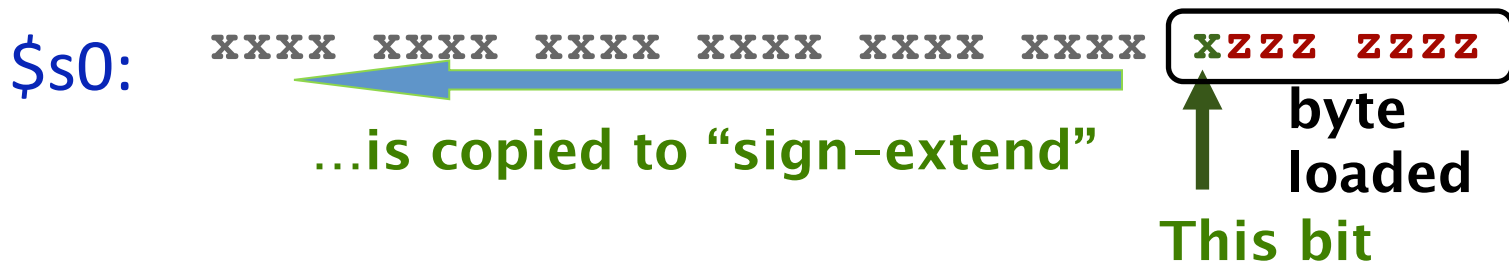 $s0: xxxx xxxx xxxx xxxx xxxx xxxx xzzz zzzz
…is copied to “sign-extend”
byte
loaded
This bit